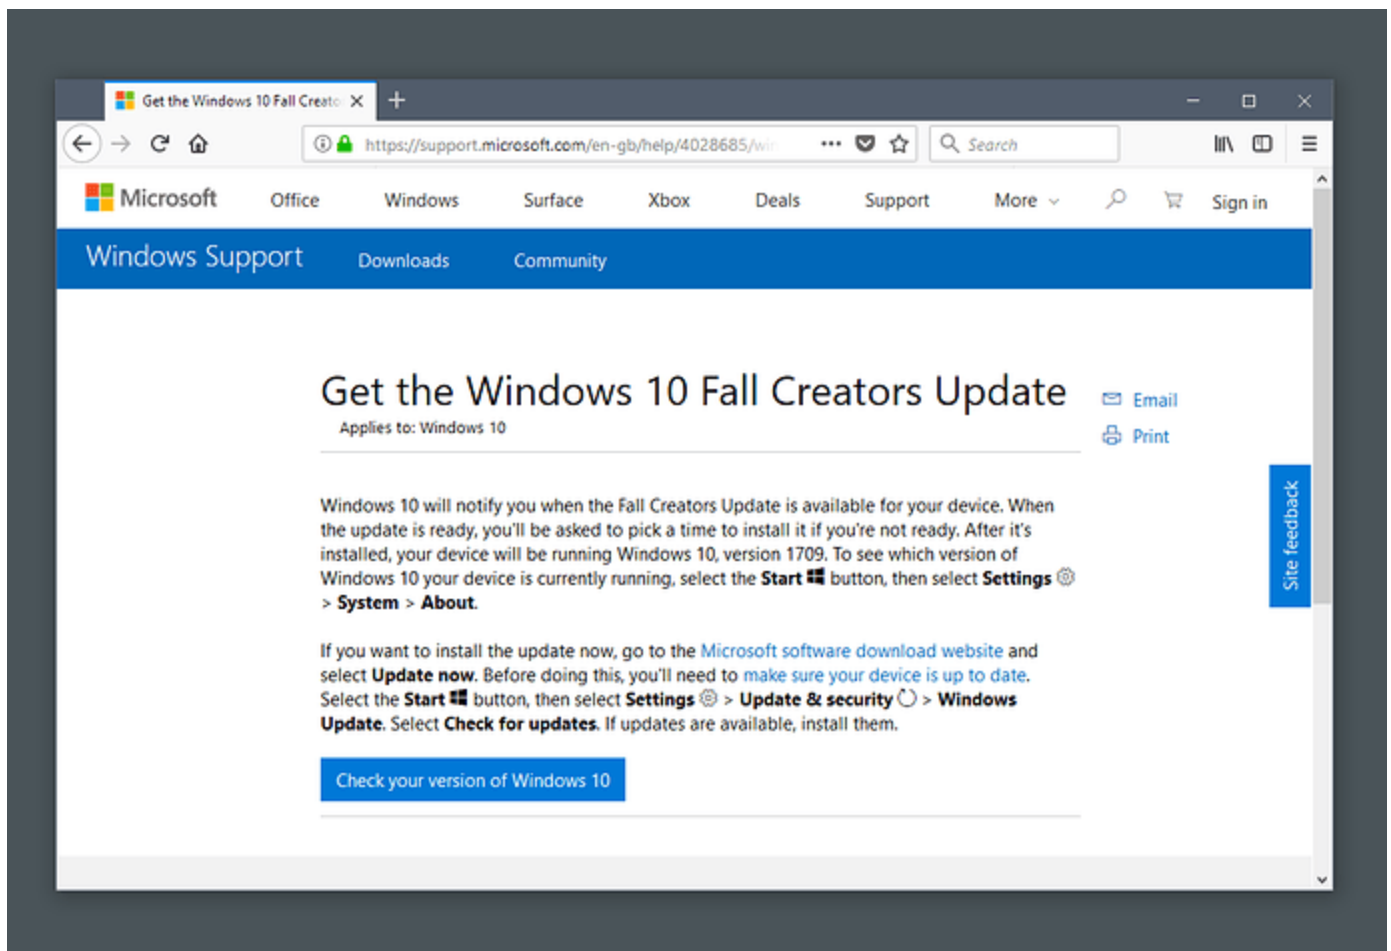 Get the Windows 10 Fall Creato
https://support.microsoft.com/en-gb/help/4028685/win
Search
Microsoft Office Windows Surface Xbox Deals Support More Sign in
Windows Support Downloads Community
Get the Windows 10 Fall Creators Update
Applies to: Windows 10
Email
Print
Windows 10 will notify you when the Fall Creators Update is available for your device. When
the update is ready, you'll be asked to pick a time to install it if you're not ready. After it's
installed, your device will be running Windows 10, version 1709. To see which version of
Windows 10 your device is currently running, select the Start button, then select Settings
> System > About.
If you want to install the update now, go to the Microsoft software download website and
select Update now. Before doing this, you'll need to make sure your device is up to date.
Select the Start button, then select Settings > Update & security > Windows
Update. Select Check for updates. If updates are available, install them.
Check your version of Windows 10
Site feedback